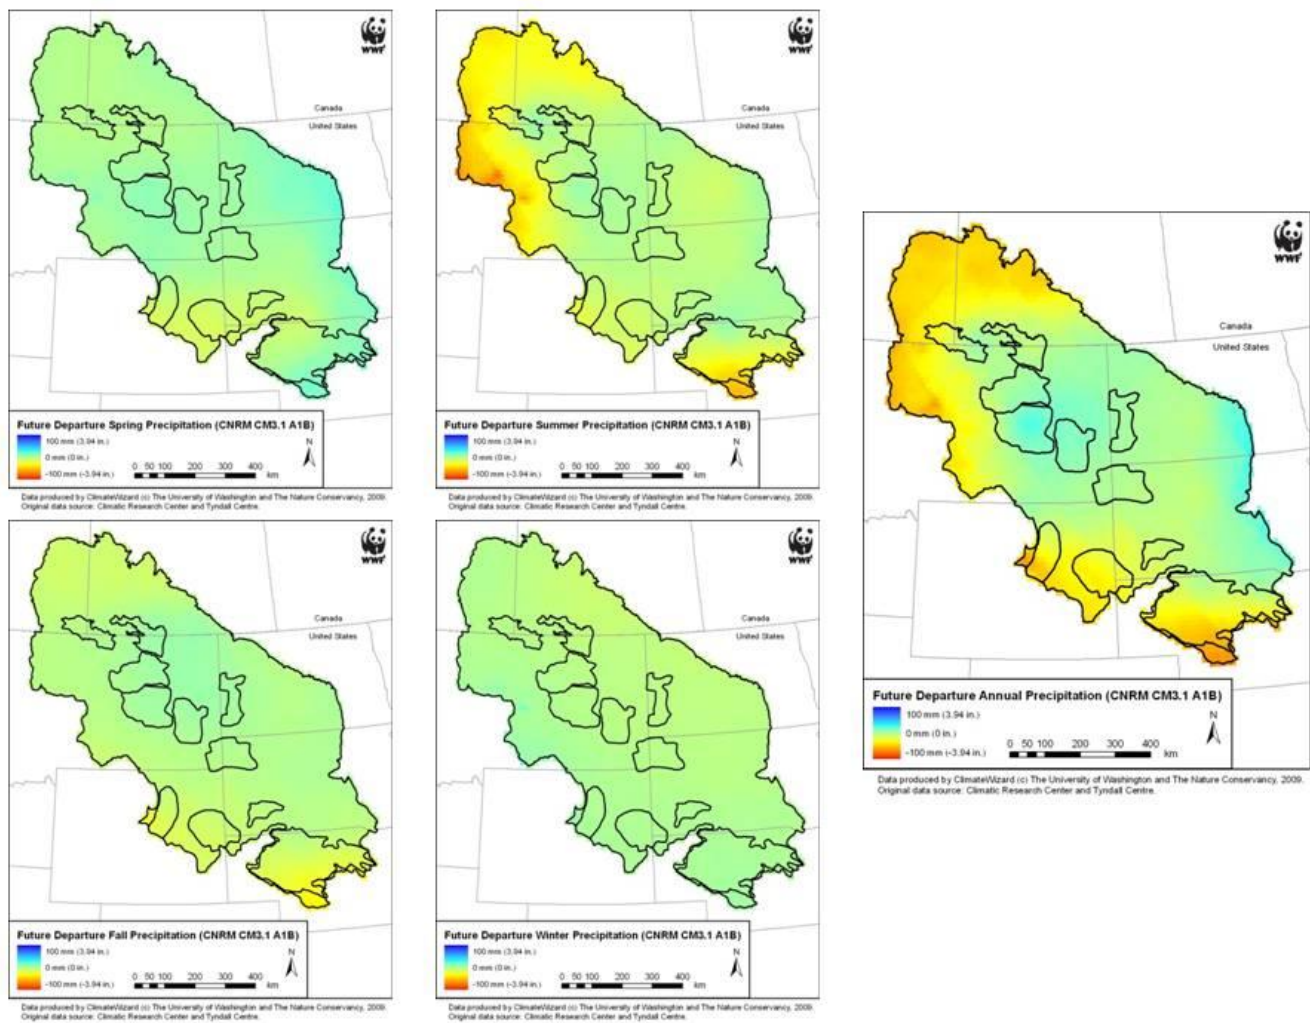 WWF
Canada
United States
Future Departure Spring Precipitation (CNRM CM3.1 A1B)
100 mm (3.94 in.)
0 mm (0 in.)
-100 mm (-3.94 in.)
0 50 100 200 300 400
km
N
Data produced by ClimateWizard (c) The University of Washington and The Nature Conservancy, 2009.
Original data source: Climatic Research Center and Tyndall Centre.
WWF
Canada
United States
Future Departure Summer Precipitation (CNRM CM3.1 A1B)
100 mm (3.94 in.)
0 mm (0 in.)
-100 mm (-3.94 in.)
0 50 100 200 300 400
km
N
Data produced by ClimateWizard (c) The University of Washington and The Nature Conservancy, 2009.
Original data source: Climatic Research Center and Tyndall Centre.
WWF
Canada
United States
Future Departure Annual Precipitation (CNRM CM3.1 A1B)
100 mm (3.94 in.)
0 mm (0 in.)
-100 mm (-3.94 in.)
0 50 100 200 300 400
km
N
Data produced by ClimateWizard (c) The University of Washington and The Nature Conservancy, 2009.
Original data source: Climatic Research Center and Tyndall Centre.
WWF
Canada
United States
Future Departure Fall Precipitation (CNRM CM3.1 A1B)
100 mm (3.94 in.)
0 mm (0 in.)
-100 mm (-3.94 in.)
0 50 100 200 300 400
km
N
Data produced by ClimateWizard (c) The University of Washington and The Nature Conservancy, 2009.
Original data source: Climatic Research Center and Tyndall Centre.
WWF
Canada
United States
Future Departure Winter Precipitation (CNRM CM3.1 A1B)
100 mm (3.94 in.)
0 mm (0 in.)
-100 mm (-3.94 in.)
0 50 100 200 300 400
km
N
Data produced by ClimateWizard (c) The University of Washington and The Nature Conservancy, 2009.
Original data source: Climatic Research Center and Tyndall Centre.